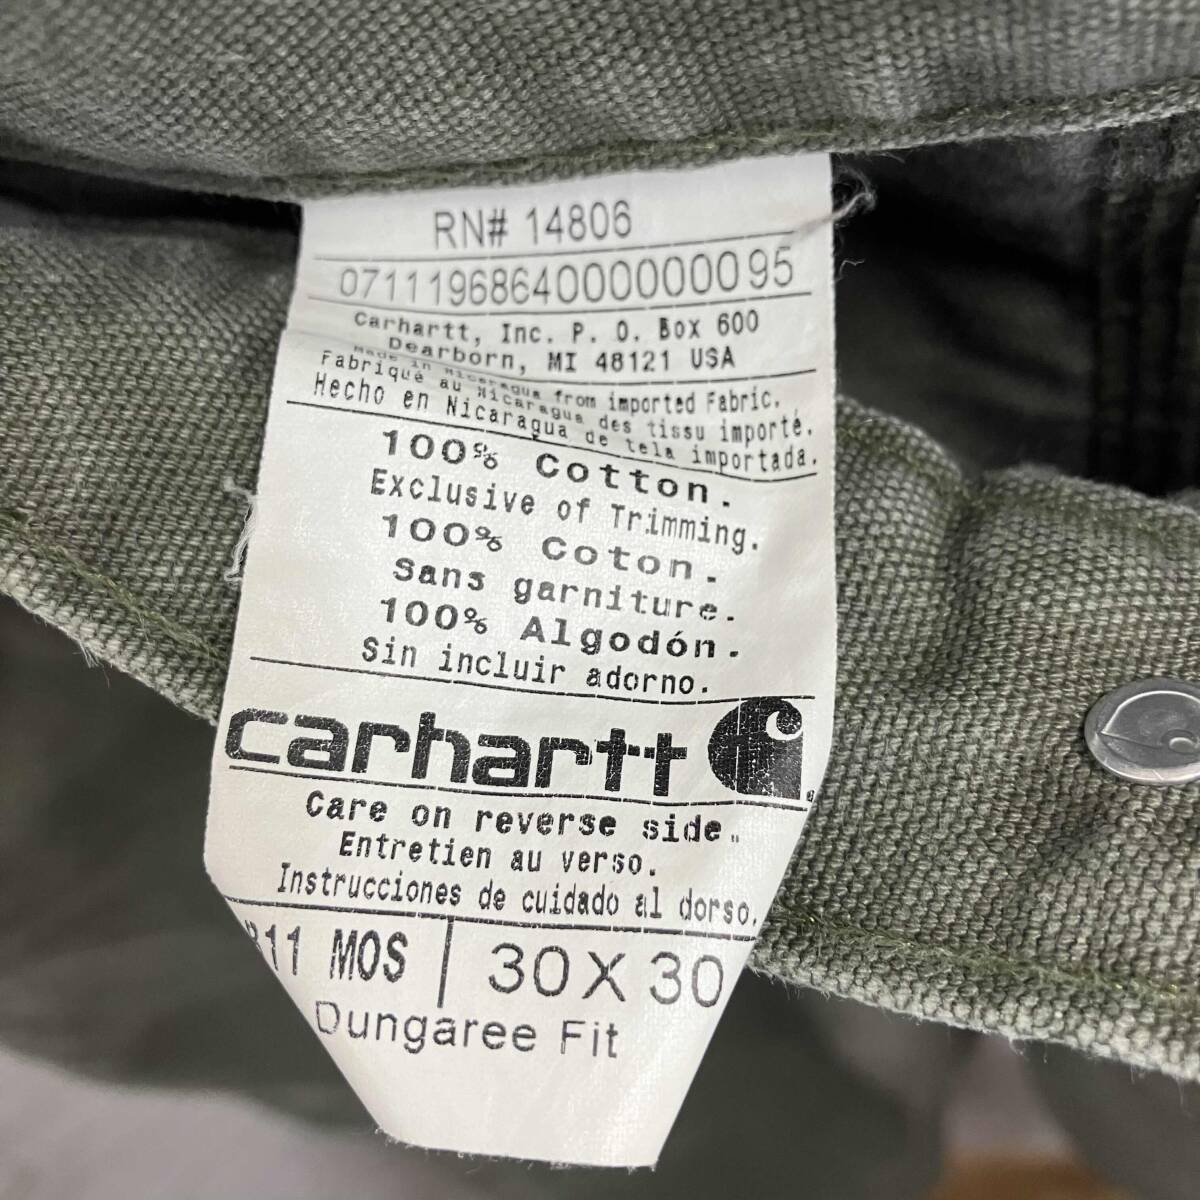 RN# 14806
07111968640000000095
Carhartt, Inc. P. O. Box 600
Dearborn, MI 48121 USA
Made in Nicaragua from imported Fabric.
Fabriqué au Nicaragua des tissu importé.
Hecho en Nicaragua de tela importada.
100% Cotton.
Exclusive of Trimming.
100% Coton.
Sans garniture.
100% Algodón.
Sin incluir adorno.
carhartt
Care on reverse side.
Entretien au verso.
Instrucciones de cuidado al dorso.
MOS 30 X 30
Dungaree Fit